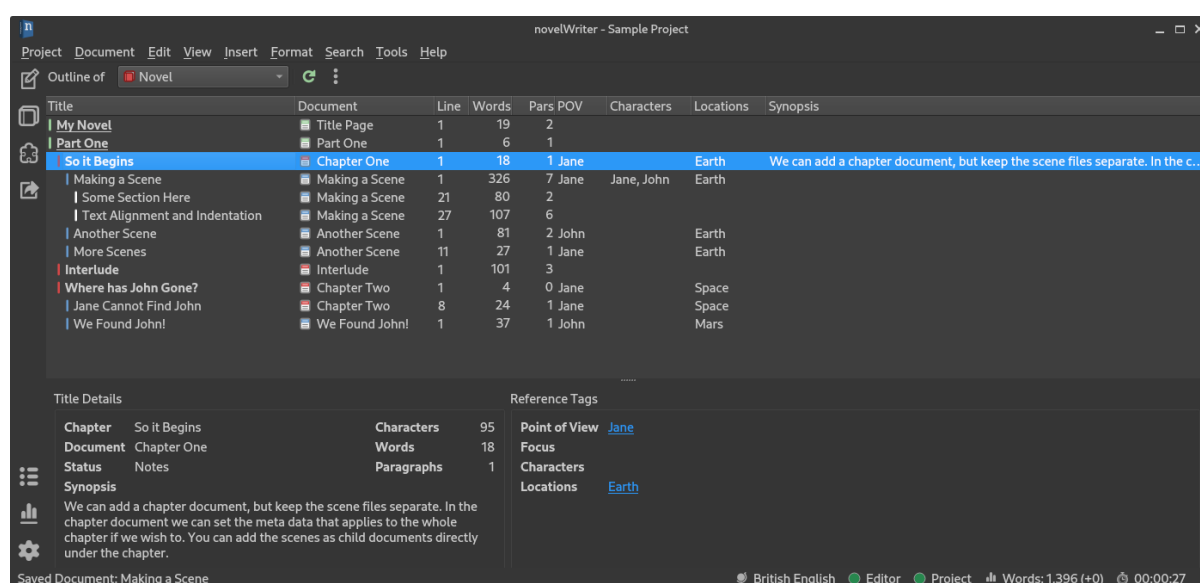 n
novelWriter - Sample Project
Project Document Edit View Insert Format Search Tools Help
Outline of Novel
Title Document Line Words Pars POV Characters Locations Synopsis
My Novel Title Page 1 19 2
Part One Part One 1 6 1
So it Begins Chapter One 1 18 1 Jane Earth We can add a chapter document, but keep the scene files separate. In the c...
Making a Scene Making a Scene 1 326 7 Jane Jane, John Earth
Some Section Here Making a Scene 21 80 2
Text Alignment and Indentation Making a Scene 27 107 6
Another Scene Another Scene 1 81 2 John Earth
More Scenes Another Scene 11 27 1 Jane Earth
Interlude Interlude 1 101 3
Where has John Gone? Chapter Two 1 4 0 Jane Space
Jane Cannot Find John Chapter Two 8 24 1 Jane Space
We Found John! We Found John! 1 37 1 John Mars
Title Details Reference Tags
Chapter So it Begins Characters 95 Point of View Jane
Document Chapter One Words 18 Focus
Status Notes Paragraphs 1 Characters
Synopsis Locations Earth
We can add a chapter document, but keep the scene files separate. In the
chapter document we can set the meta data that applies to the whole
chapter if we wish to. You can add the scenes as child documents directly
under the chapter.
Saved Document: Making a Scene British English Editor Project Words: 1,396 (+0) 00:00:27